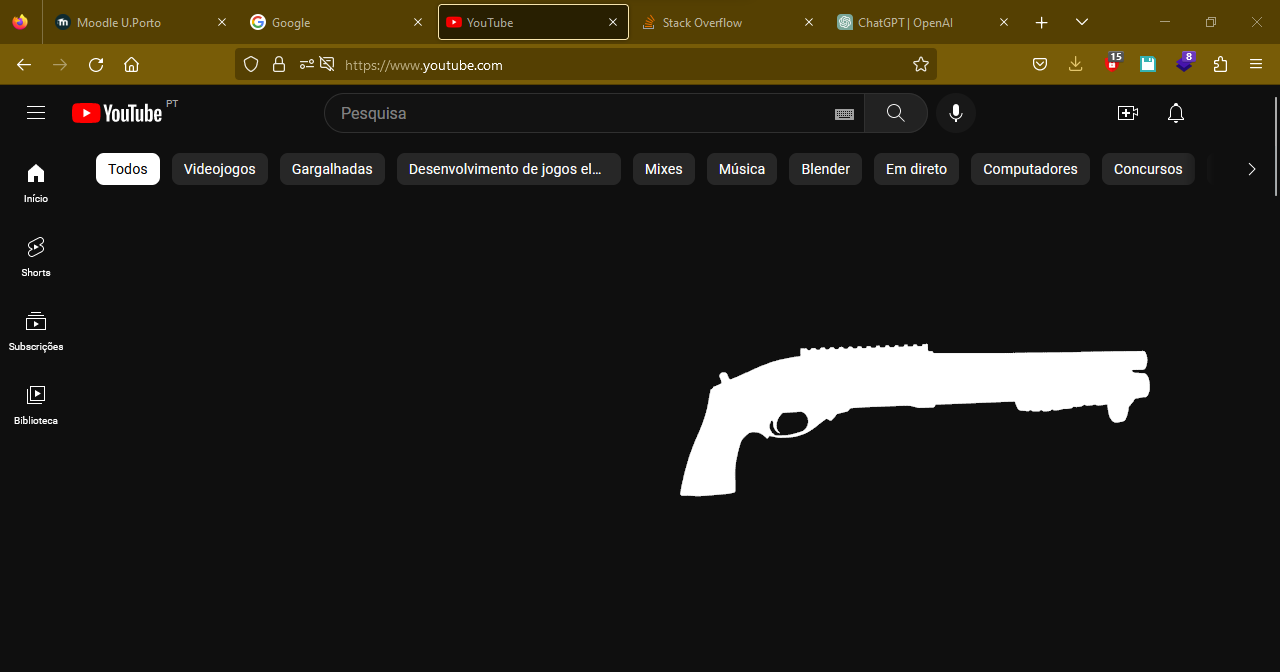 Moodle U.Porto
Google
YouTube
Stack Overflow
ChatGPT | OpenAI
https://www.youtube.com
15
8
YouTube PT
Pesquisa
Todos
Videojogos
Gargalhadas
Desenvolvimento de jogos el...
Mixes
Música
Blender
Em direto
Computadores
Concursos
Início
Shorts
Subscrições
Biblioteca